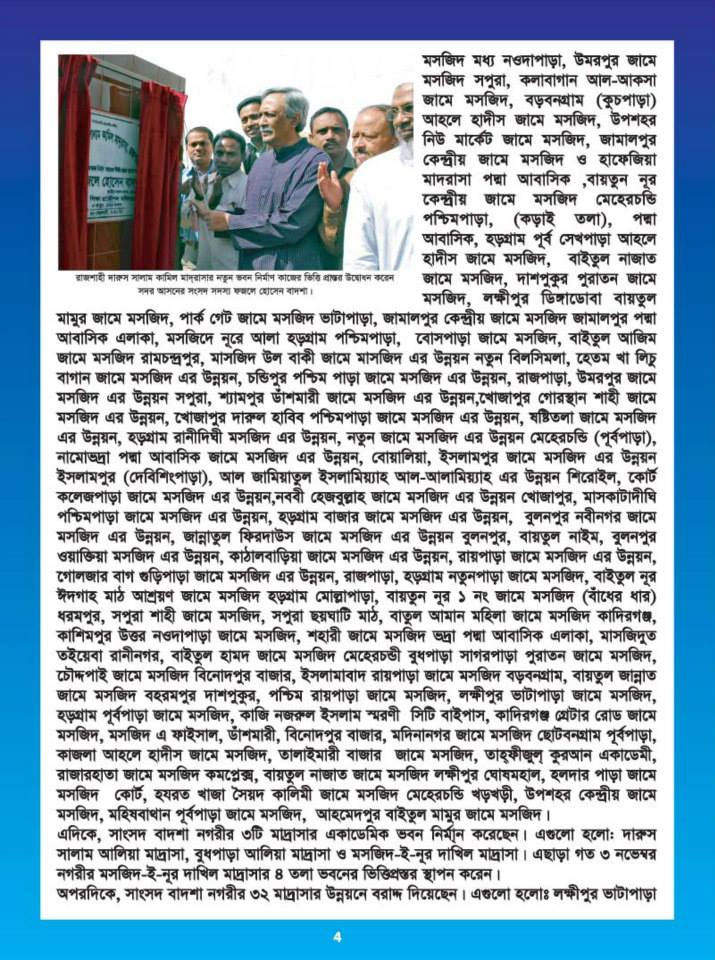 মসজিদ মধ্য নওদাপাড়া, উমরপুর জামে
মসজিদ সপুরা, কলাবাগান আল-আকসা
জামে মসজিদ, বড়বনগ্রাম (কুচপাড়া)
আহলে হাদীস জামে মসজিদ, উপশহর
নিউ মার্কেট জামে মসজিদ, জামালপুর
কেন্দ্রীয় জামে মসজিদ ও হাফেজিয়া
মাদরাসা পদ্মা আবাসিক ,বায়তুন নূর
কেন্দ্রীয় জামে মসজিদ মেহেরচন্ডি
পশ্চিমপাড়া, (কড়াই তলা), পদ্মা
আবাসিক, হড়গ্রাম পূর্ব সেখপাড়া আহলে
হাদীস জামে মসজিদ, বাইতুল নাজাত
জামে মসজিদ, দাশপুকুর পুরাতন জামে
মসজিদ, লক্ষীপুর ডিঙ্গাডোবা বায়তুল
রাজশাহী দারুস সালাম কামিল মাদ্রাসার নতুন ভবন নির্মাণ কাজের ভিত্তি প্রাস্তর উদ্বোধন করেন
সদর আসনের সংসদ সদস্য ফজলে হোসেন বাদশা।
মামুর জামে মসজিদ, পার্ক গেট জামে মসজিদ ভাটাপাড়া, জামালপুর কেন্দ্রীয় জামে মসজিদ জামালপুর পদ্মা
আবাসিক এলাকা, মসজিদে নূরে আলা হড়গ্রাম পশ্চিমপাড়া, বোসপাড়া জামে মসজিদ, বাইতুল আজিম
জামে মসজিদ রামচন্দ্রপুর, মাসজিদ উল বাকী জামে মাসজিদ এর উন্নয়ন নতুন বিলসিমলা, হেতম খা লিচু
বাগান জামে মসজিদ এর উন্নয়ন, চন্ডিপুর পশ্চিম পাড়া জামে মসজিদ এর উন্নয়ন, রাজপাড়া, উমরপুর জামে
মসজিদ এর উন্নয়ন সপুরা, শ্যামপুর ডাঁশমারী জামে মসজিদ এর উন্নয়ন,খোজাপুর গোরস্থান শাহী জামে
মসজিদ এর উন্নয়ন, খোজাপুর দারুল হাবিব পশ্চিমপাড়া জামে মসজিদ এর উন্নয়ন, ষষ্টিতলা জামে মসজিদ
এর উন্নয়ন, হড়গ্রাম রানীদিঘী মসজিদ এর উন্নয়ন, নতুন জামে মসজিদ এর উন্নয়ন মেহেরচন্ডি (পূর্বপাড়া),
নামোভদ্রা পদ্মা আবাসিক জামে মসজিদ এর উন্নয়ন, বোয়ালিয়া, ইসলামপুর জামে মসজিদ এর উন্নয়ন
ইসলামপুর (দেবিশিংপাড়া), আল জামিয়াতুল ইসলামিয়্যাহ আল-আলামিয়্যাহ এর উন্নয়ন শিরোইল, কোর্ট
কলেজপাড়া জামে মসজিদ এর উন্নয়ন,নববী হেজবুল্লাহ জামে মসজিদ এর উন্নয়ন খোজাপুর, মাসকাটাদীঘি
পশ্চিমপাড়া জামে মসজিদ এর উন্নয়ন, হড়গ্রাম বাজার জামে মসজিদ এর উন্নয়ন, বুলনপুর নবীনগর জামে
মসজিদ এর উন্নয়ন, জান্নাতুল ফিরদাউস জামে মসজিদ এর উন্নয়ন বুলনপুর, বায়তুল নাইম, বুলনপুর
ওয়াক্তিয়া মসজিদ এর উন্নয়ন, কাঠালবাড়িয়া জামে মসজিদ এর উন্নয়ন, রায়পাড়া জামে মসজিদ এর উন্নয়ন,
গোলজার বাগ গুড়িপাড়া জামে মসজিদ এর উন্নয়ন, রাজপাড়া, হড়গ্রাম নতুনপাড়া জামে মসজিদ, বাইতুল নূর
ঈদগাহ মাঠ আশ্রয়ণ জামে মসজিদ হড়গ্রাম মোল্লাপাড়া, বায়তুন নূর ১ নং জামে মসজিদ (বাঁধের ধার)
ধরমপুর, সপুরা শাহী জামে মসজিদ, সপুরা ছয়ঘাটি মাঠ, বাতুল আমান মহিলা জামে মসজিদ কাদিরগঞ্জ,
কাশিমপুর উত্তর নওদাপাড়া জামে মসজিদ, শহারী জামে মসজিদ ভদ্রা পদ্মা আবাসিক এলাকা, মাসজিদুত
তইয়েবা রানীনগর, বাইতুল হামদ জামে মসজিদ মেহেরচন্ডী বুধপাড়া সাগরপাড়া পুরাতন জামে মসজিদ,
চৌদ্দপাই জামে মসজিদ বিনোদপুর বাজার, ইসলামাবাদ রায়পাড়া জামে মসজিদ বড়বনগ্রাম, বায়তুল জান্নাত
জামে মসজিদ বহরমপুর দাশপুকুর, পশ্চিম রায়পাড়া জামে মসজিদ, লক্ষীপুর ভাটাপাড়া জামে মসজিদ,
হড়গ্রাম পূর্বপাড়া জামে মসজিদ, কাজি নজরুল ইসলাম স্মরণী সিটি বাইপাস, কাদিরগঞ্জ গ্রেটার রোড জামে
মসজিদ, মসজিদ এ ফাইসাল, ডাঁশমারী, বিনোদপুর বাজার, মদিনানগর জামে মসজিদ ছোটবনগ্রাম পূর্বপাড়া,
কাজলা আহলে হাদীস জামে মসজিদ, তালাইমারী বাজার জামে মসজিদ, তাহ্ফীজুল্ কুরআন একাডেমী,
রাজারহাতা জামে মসজিদ কমপ্লেক্স, বায়তুল নাজাত জামে মসজিদ লক্ষীপুর ঘোষমহাল, হলদার পাড়া জামে
মসজিদ কোর্ট, হযরত খাজা সৈয়দ কালিমী জামে মসজিদ মেহেরচন্ডি খড়খড়ী, উপশহর কেন্দ্রীয় জামে
মসজিদ, মহিষবাথান পূর্বপাড়া জামে মসজিদ, আহমেদপুর বাইতুল মামুর জামে মসজিদ।
এদিকে, সাংসদ বাদশা নগরীর ৩টি মাদ্রাসার একাডেমিক ভবন নির্মান করেছেন। এগুলো হলো: দারুস
সালাম আলিয়া মাদ্রাসা, বুধপাড়া আলিয়া মাদ্রাসা ও মসজিদ-ই-নূর দাখিল মাদ্রাসা। এছাড়া গত ৩ নভেম্বর
নগরীর মসজিদ-ই-নূর দাখিল মাদ্রাসার ৪ তলা ভবনের ভিত্তিপ্রস্তর স্থাপন করেন।
অপরদিকে, সাংসদ বাদশা নগরীর ৩২ মাদ্রাসার উন্নয়নে বরাদ্দ দিয়েছেন। এগুলো হলোঃ লক্ষীপুর ভাটাপাড়া
4